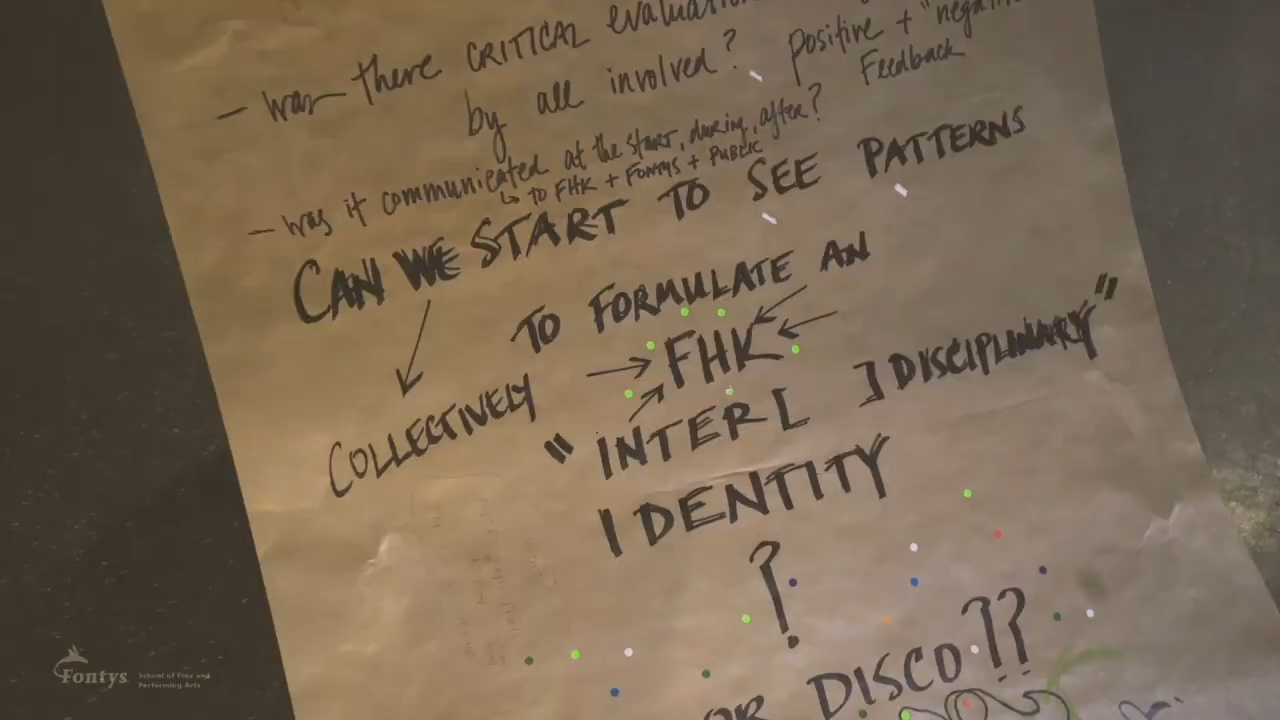 - was there CRITICAL evaluation
by all involved? positive + "negative
Feedback
- was it communicated at the start, during, after?
↳ TO FHK + FONTYS + PUBLIC
CAN WE START TO SEE PATTERNS
TO FORMULATE AN
COLLECTIVELY FHK
"INTER[ ]DISCIPLINARY"
IDENTITY
?
OR DISCO??
Fontys School of Fine and
Performing Arts